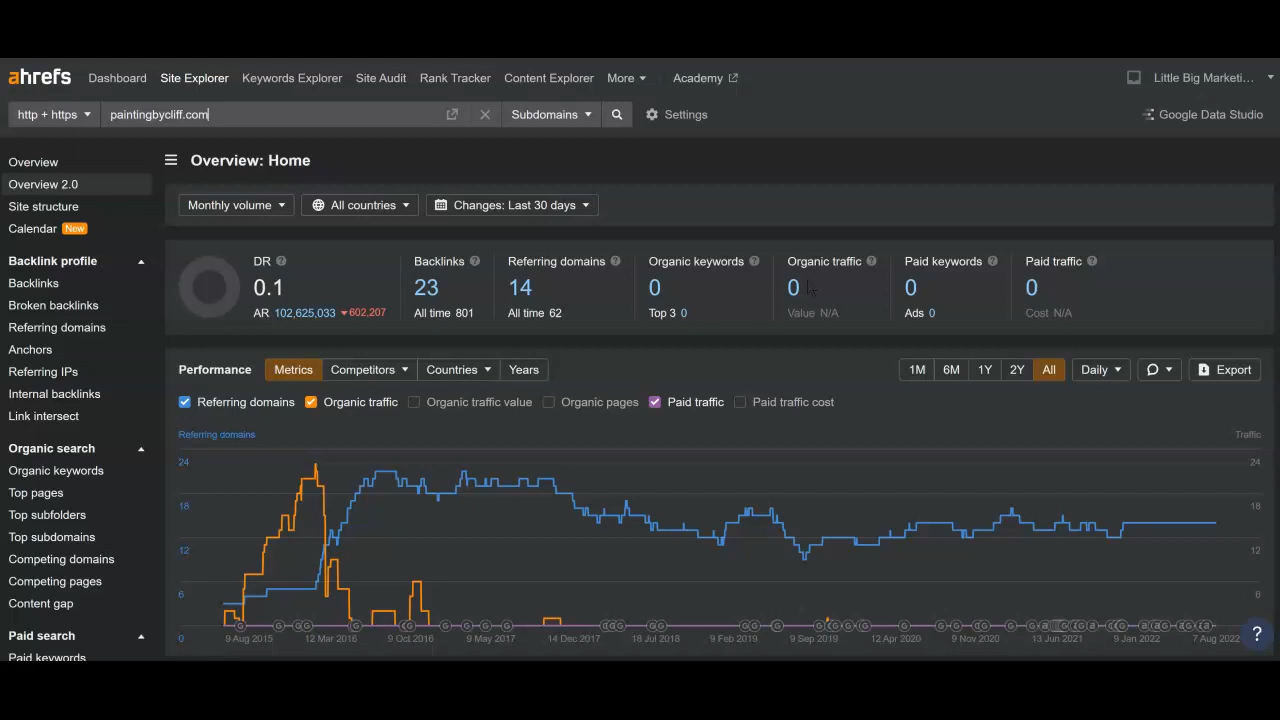 ahrefs Dashboard Site Explorer Keywords Explorer Site Audit Rank Tracker Content Explorer More Academy Little Big Marketi...
http + https paintingbycliff.com Subdomains Settings Google Data Studio
Overview
Overview 2.0
Site structure
Calendar New
Backlink profile
Backlinks
Broken backlinks
Referring domains
Anchors
Referring IPs
Internal backlinks
Link intersect
Organic search
Organic keywords
Top pages
Top subfolders
Top subdomains
Competing domains
Competing pages
Content gap
Paid search
Paid keywords
Overview: Home
Monthly volume All countries Changes: Last 30 days
DR Backlinks Referring domains Organic keywords Organic traffic Paid keywords Paid traffic
0.1 23 14 0 0 0 0
AR 102,625,033 602,207 All time 801 All time 62 Top 3 0 Value N/A Ads 0 Cost N/A
Performance Metrics Competitors Countries Years 1M 6M 1Y 2Y All Daily Export
Referring domains Organic traffic Organic traffic value Organic pages Paid traffic Paid traffic cost
Referring domains Traffic
24 24
18 18
12 12
6 6
0
9 Aug 2015 12 Mar 2016 9 Oct 2016 9 May 2017 14 Dec 2017 18 Jul 2018 9 Feb 2019 9 Sep 2019 12 Apr 2020 9 Nov 2020 13 Jun 2021 9 Jan 2022 7 Aug 2022
?